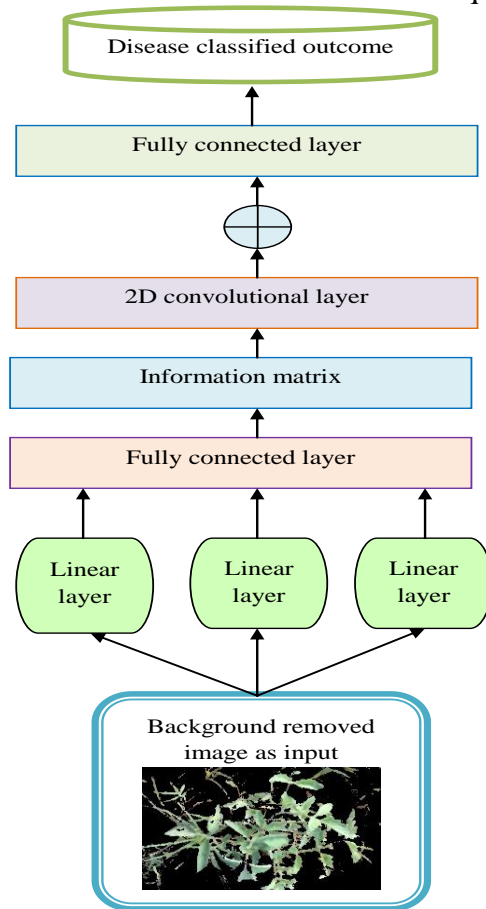 Disease classified outcome
Fully connected layer
2D convolutional layer
Information matrix
Fully connected layer
Linear
layer
Linear
layer
Linear
layer
Background removed
image as input